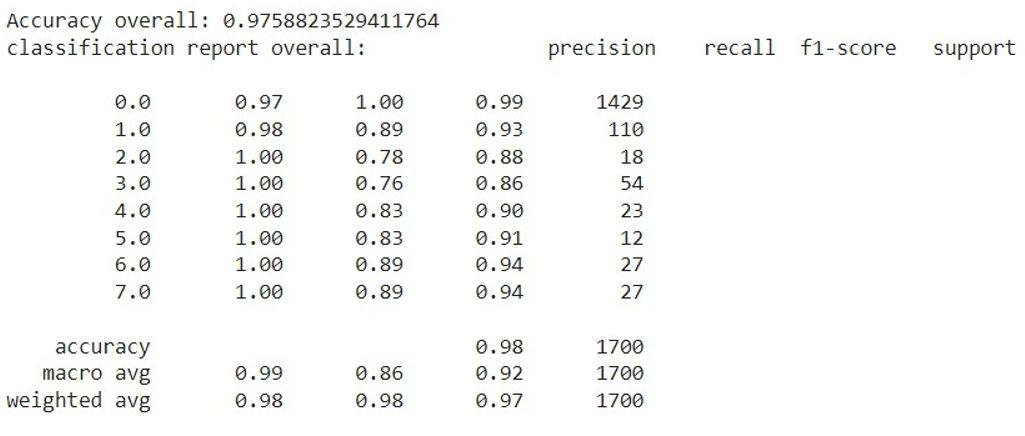 Accuracy overall: 0.9758823529411764
classification report overall:               precision    recall  f1-score   support

         0.0       0.97      1.00      0.99      1429
         1.0       0.98      0.89      0.93       110
         2.0       1.00      0.78      0.88        18
         3.0       1.00      0.76      0.86        54
         4.0       1.00      0.83      0.90        23
         5.0       1.00      0.83      0.91        12
         6.0       1.00      0.89      0.94        27
         7.0       1.00      0.89      0.94        27

    accuracy                           0.98      1700
   macro avg       0.99      0.86      0.92      1700
weighted avg       0.98      0.98      0.97      1700